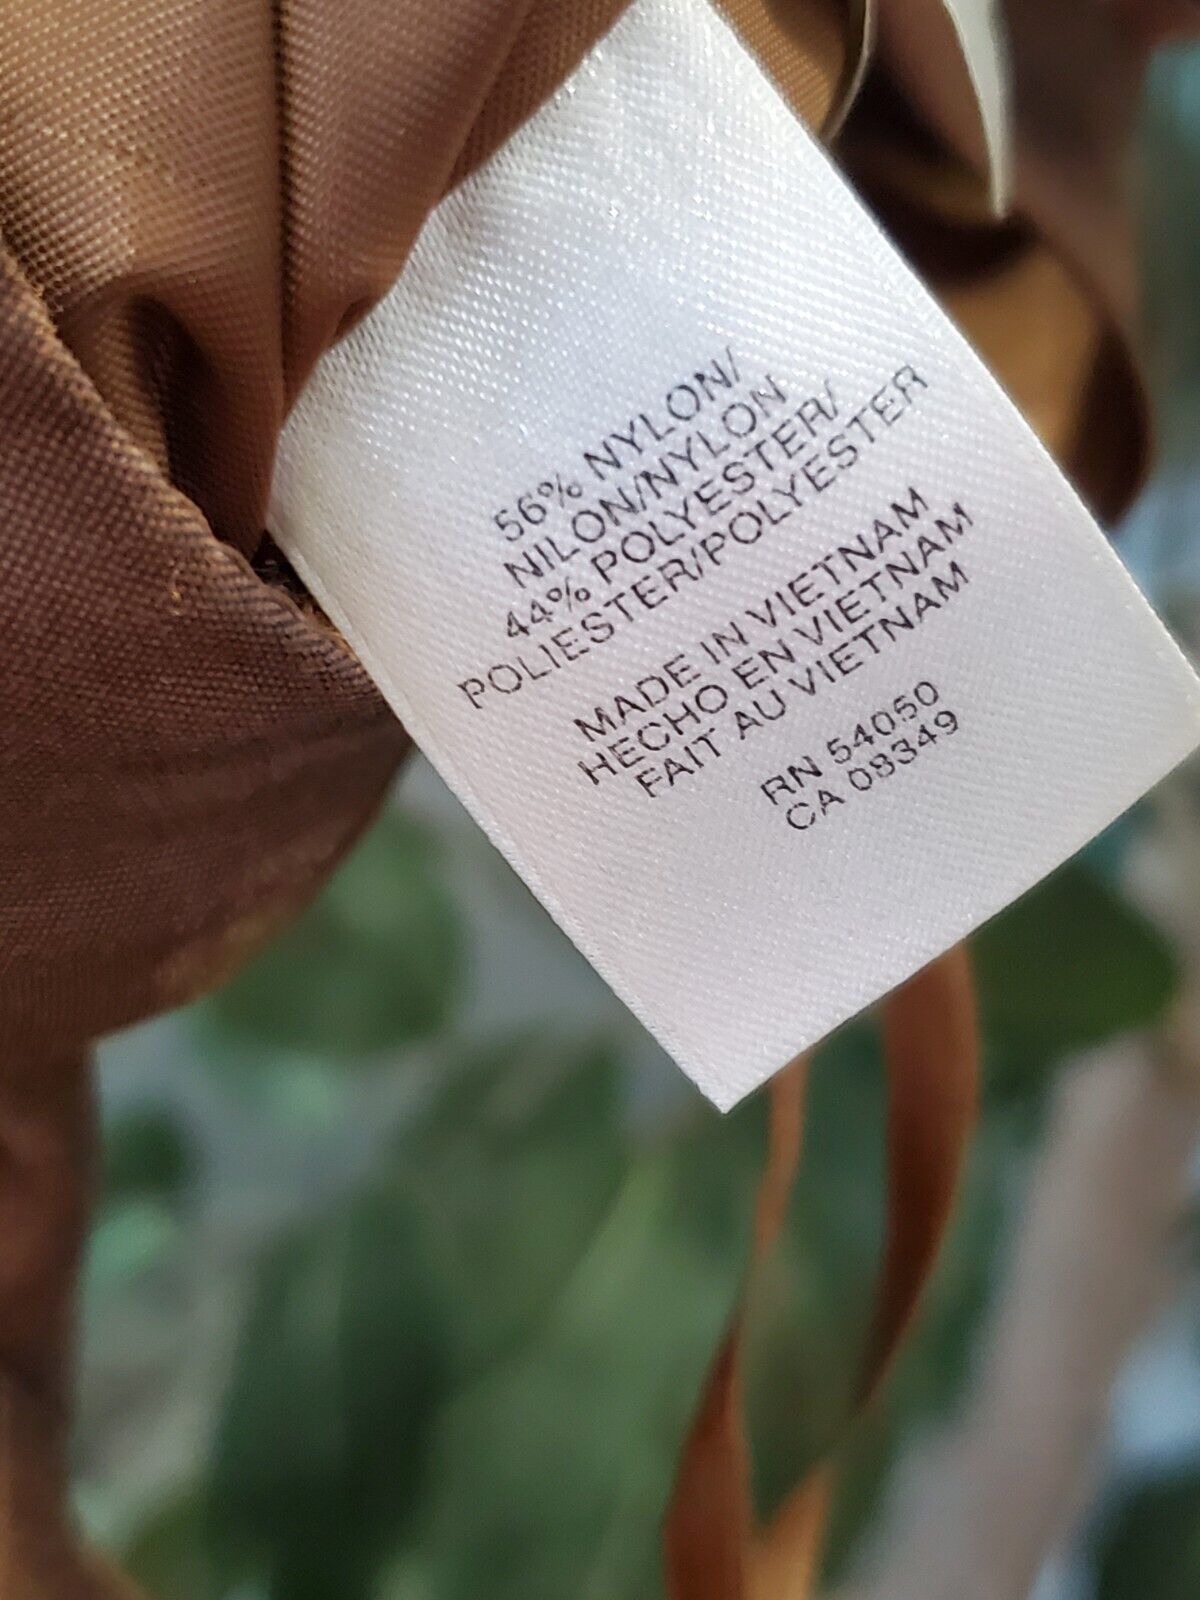 56% NYLON/
NILON/NYLON
44% POLYESTER/
POLIESTER/POLYESTER
MADE IN VIETNAM
HECHO EN VIETNAM
FAIT AU VIETNAM
RN 54050
CA 08349